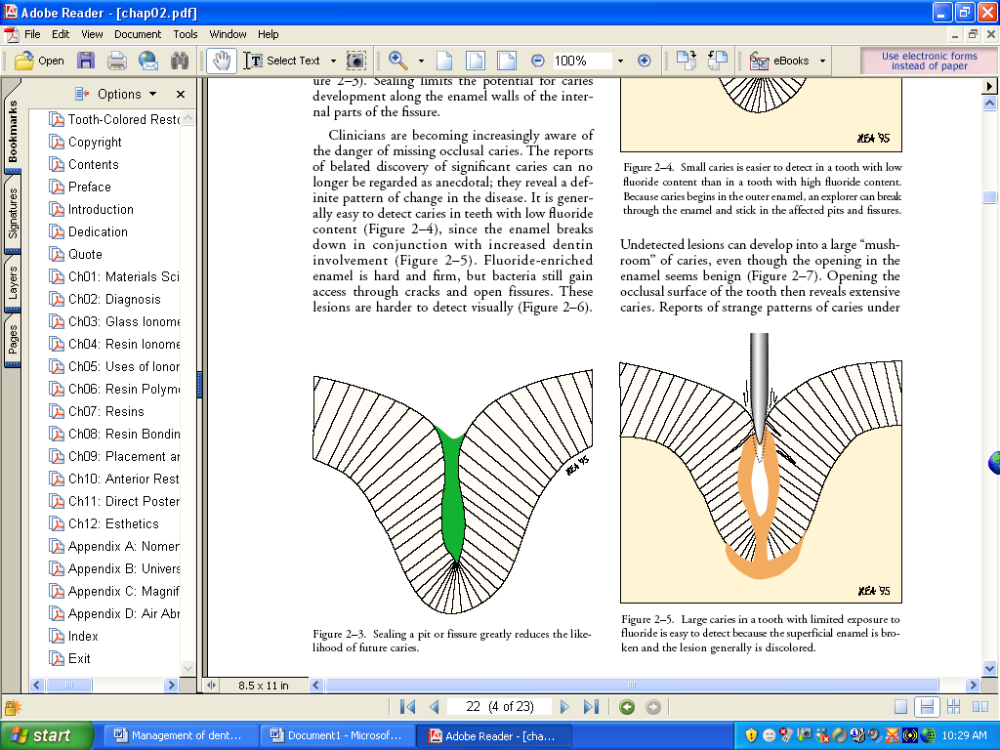 Adobe Reader - [chap02.pdf]
File Edit View Document Tools Window Help
Open Select Text 100% eBooks
Use electronic forms
instead of paper
Bookmarks
Signatures
Layers
Pages
Options
Tooth-Colored Resto
Copyright
Contents
Preface
Introduction
Dedication
Quote
Ch01: Materials Sci
Ch02: Diagnosis
Ch03: Glass Ionome
Ch04: Resin Ionome
Ch05: Uses of Ionor
Ch06: Resin Polyme
Ch07: Resins
Ch08: Resin Bondin
Ch09: Placement ar
Ch10: Anterior Rest
Ch11: Direct Poster
Ch12: Esthetics
Appendix A: Nomer
Appendix B: Univers
Appendix C: Magnif
Appendix D: Air Abr
Index
Exit
ure 2–3). Sealing limits the potential for caries
development along the enamel walls of the inter-
nal parts of the fissure.
Clinicians are becoming increasingly aware of
the danger of missing occlusal caries. The reports
of belated discovery of significant caries can no
longer be regarded as anecdotal; they reveal a def-
inite pattern of change in the disease. It is gener-
ally easy to detect caries in teeth with low fluoride
content (Figure 2–4), since the enamel breaks
down in conjunction with increased dentin
involvement (Figure 2–5). Fluoride-enriched
enamel is hard and firm, but bacteria still gain
access through cracks and open fissures. These
lesions are harder to detect visually (Figure 2–6).
HEA '95
Figure 2–3. Sealing a pit or fissure greatly reduces the like-
lihood of future caries.
HEA '95
Figure 2–4. Small caries is easier to detect in a tooth with low
fluoride content than in a tooth with high fluoride content.
Because caries begins in the outer enamel, an explorer can break
through the enamel and stick in the affected pits and fissures.
Undetected lesions can develop into a large “mush-
room” of caries, even though the opening in the
enamel seems benign (Figure 2–7). Opening the
occlusal surface of the tooth then reveals extensive
caries. Reports of strange patterns of caries under
HEA '95
Figure 2–5. Large caries in a tooth with limited exposure to
fluoride is easy to detect because the superficial enamel is bro-
ken and the lesion generally is discolored.
8.5 x 11 in
22 (4 of 23)
start
Management of dent...
Document1 - Microsof...
Adobe Reader - [cha...
10:29 AM